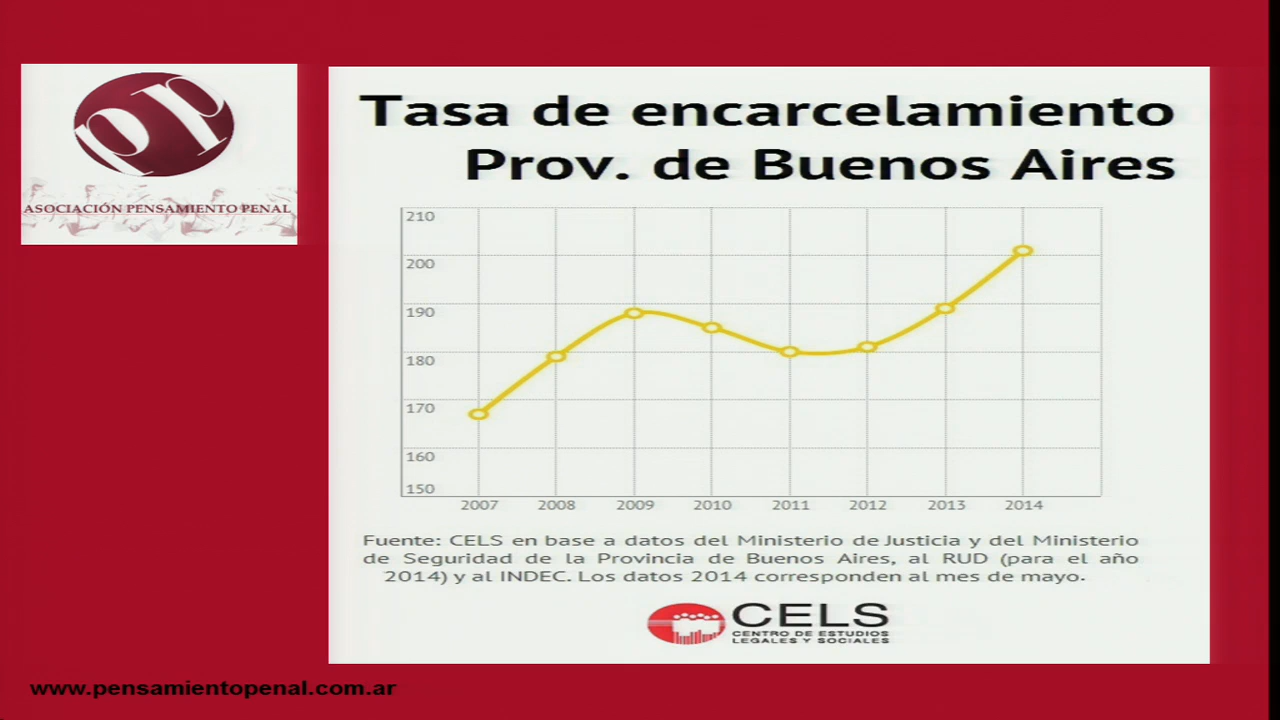 pp
ASOCIACIÓN PENSAMIENTO PENAL
Tasa de encarcelamiento
Prov. de Buenos Aires
210
200
190
180
170
160
150
2007 2008 2009 2010 2011 2012 2013 2014
Fuente: CELS en base a datos del Ministerio de Justicia y del Ministerio
de Seguridad de la Provincia de Buenos Aires, al RUD (para el año
2014) y al INDEC. Los datos 2014 corresponden al mes de mayo.
CELS
CENTRO DE ESTUDIOS
LEGALES Y SOCIALES
www.pensamientopenal.com.ar